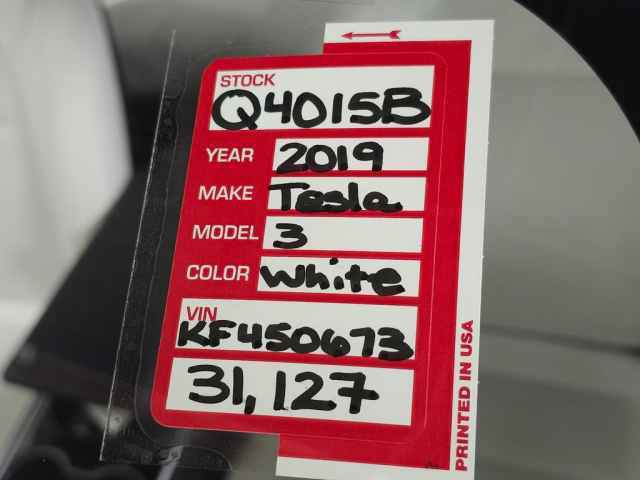 STOCK
Q4015B
YEAR 2019
MAKE Tesla
MODEL 3
COLOR White
VIN
KF450673
31,127
PRINTED IN USA